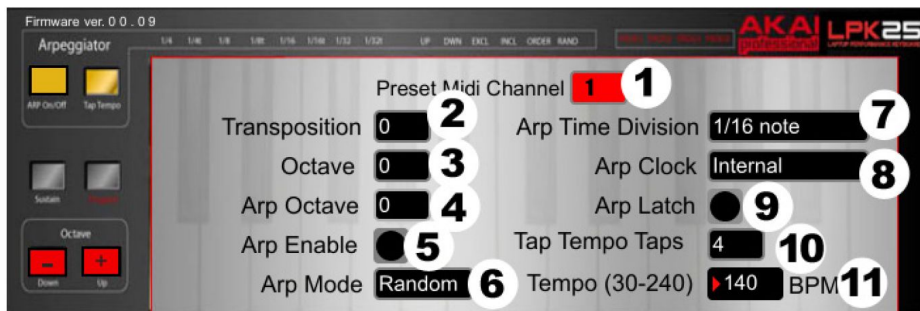 Firmware ver. 0 0 . 0 9
Arpeggiator
1/4 1/4t 1/8 1/8t 1/16 1/16t 1/32 1/32t UP DWN EXCL INCL ORDER RAND
AKAI
professional
LPK25
LAPTOP PERFORMANCE KEYBOARD
ARP On/Off Tap Tempo
Preset Midi Channel 1 1
Transposition 0 2 Arp Time Division 1/16 note 7
Octave 0 3 Arp Clock Internal 8
Arp Octave 0 4 Arp Latch 9
Arp Enable 5 Tap Tempo Taps 4 10
Arp Mode Random 6 Tempo (30-240) 140 BPM 11
Sustain
Octave
- +
Down Up